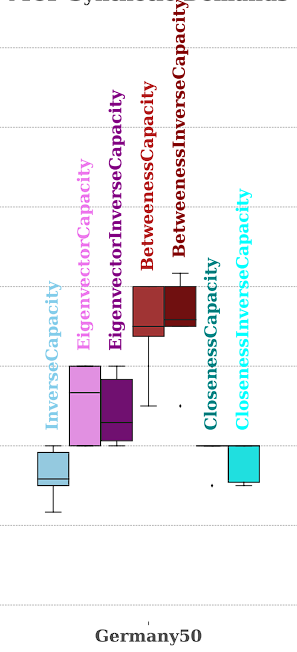 InverseCapacity
EigenvectorCapacity
EigenvectorInverseCapacity
BetweenessCapacity
BetweenessInverseCapacity
ClosenessCapacity
ClosenessInverseCapacity
Germany50